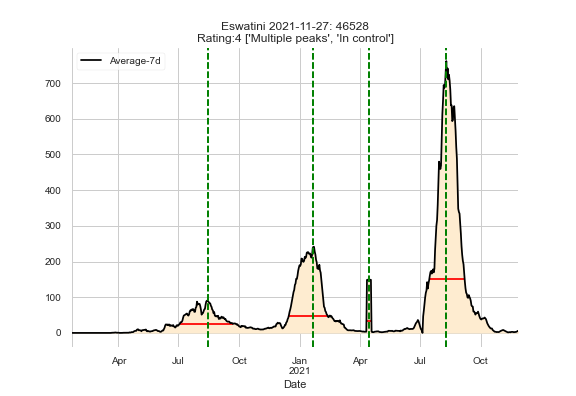 Eswatini 2021-11-27: 46528
Rating:4 ['Multiple peaks', 'In control']
Average-7d
700
600
500
400
300
200
100
0
Apr
Jul
Oct
Jan
2021
Apr
Jul
Oct
Date